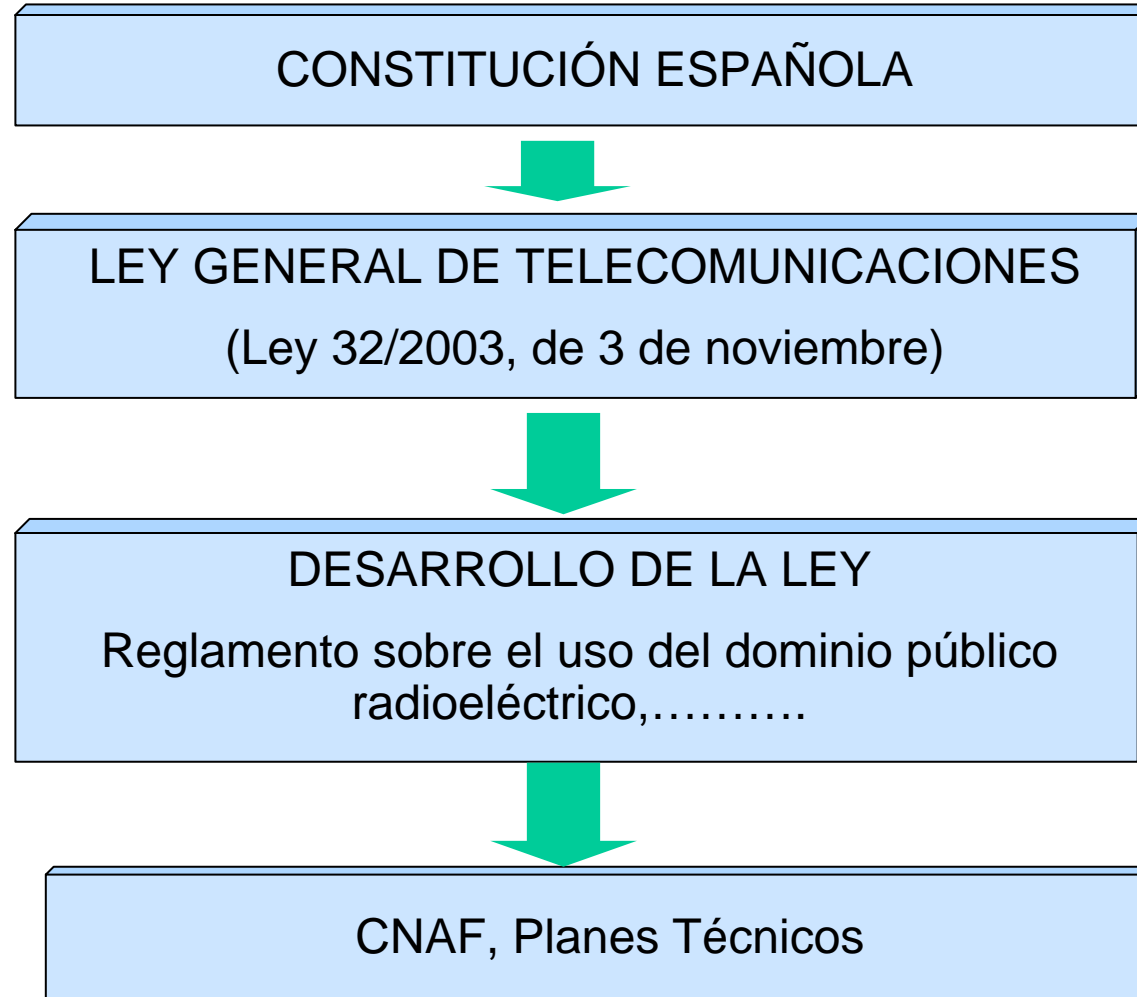 CONSTITUCIÓN ESPAÑOLA
LEY GENERAL DE TELECOMUNICACIONES
(Ley 32/2003, de 3 de noviembre)
DESARROLLO DE LA LEY
Reglamento sobre el uso del dominio público
radioeléctrico,……….
CNAF, Planes Técnicos